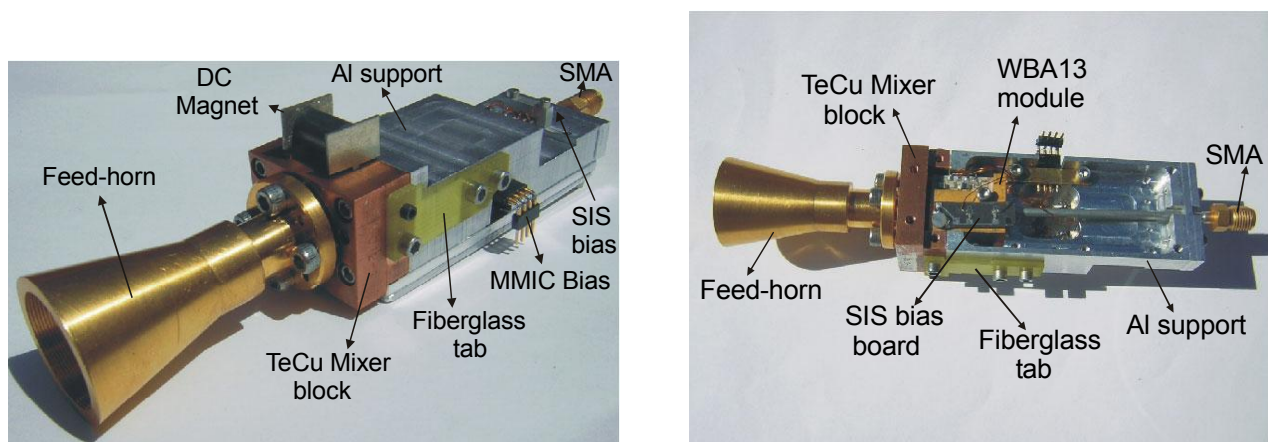 DC
Magnet
Al support
SMA
Feed-horn
SIS
bias
MMIC Bias
Fiberglass
tab
TeCu Mixer
block
TeCu Mixer
block
WBA13
module
SMA
Feed-horn
SIS bias
board
Fiberglass
tab
Al support